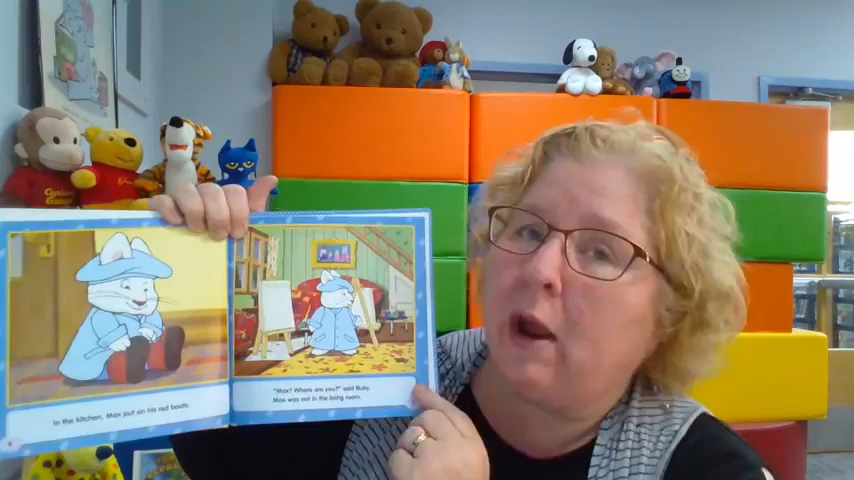 In the kitchen, Max put on his red boots.
"Max? Where are you?" said Ruby.
Max was not in the living room.